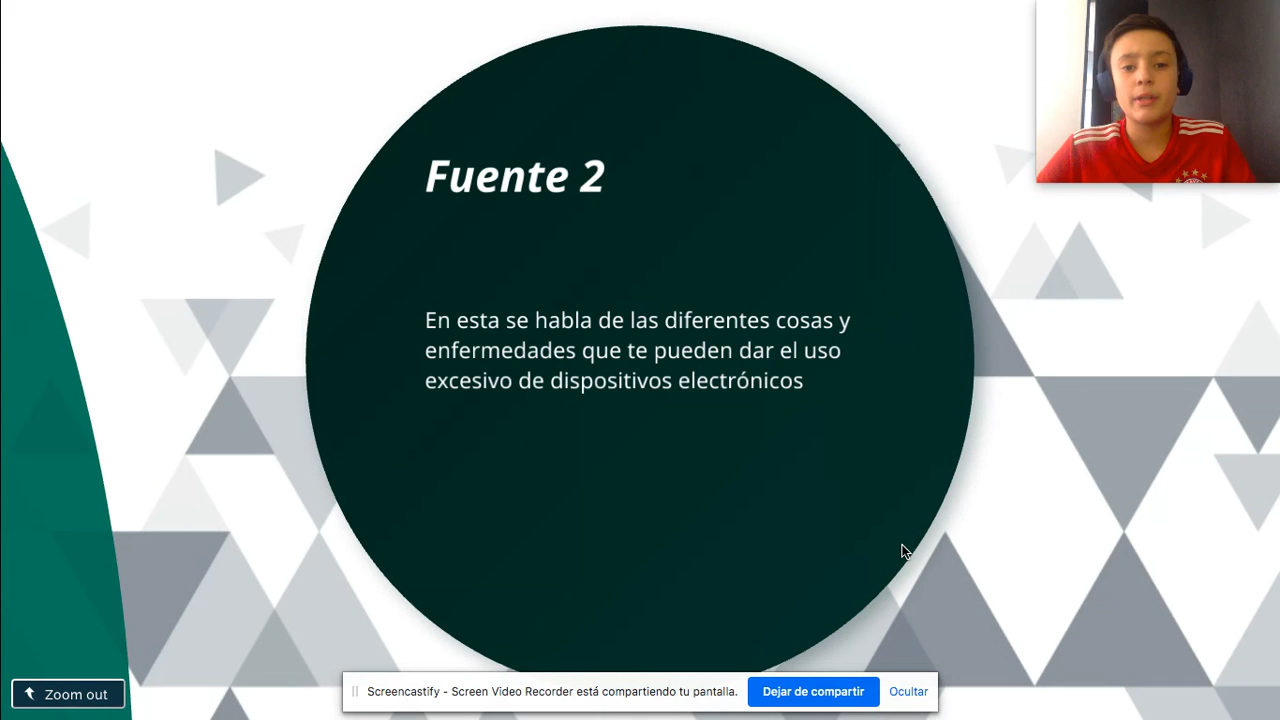 Fuente 2
En esta se habla de las diferentes cosas y
enfermedades que te pueden dar el uso
excesivo de dispositivos electrónicos
Zoom out
Screencastify - Screen Video Recorder está compartiendo tu pantalla.
Dejar de compartir
Ocultar